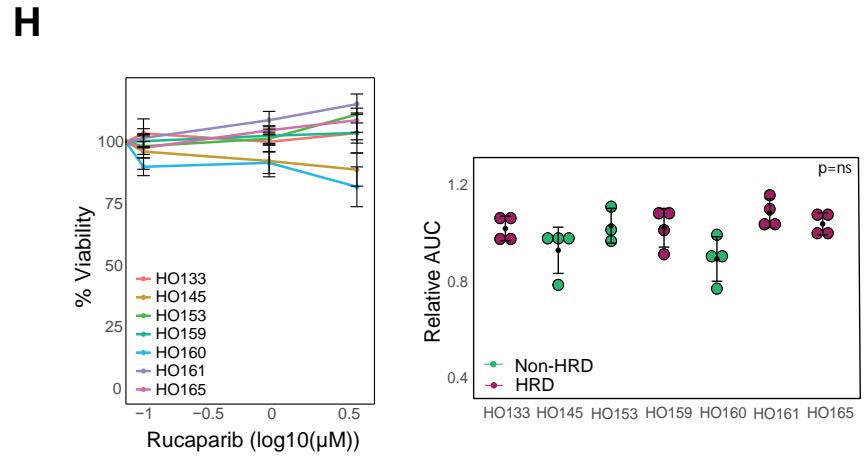 H
100
75
50
25
0
% Viability
HO133
HO145
HO153
HO159
HO160
HO161
HO165
−1 −0.5 0 0.5
Rucaparib (log10(μM))
p=ns
1.2
0.8
0.4
Relative AUC
Non-HRD
HRD
HO133 HO145 HO153 HO159 HO160 HO161 HO165